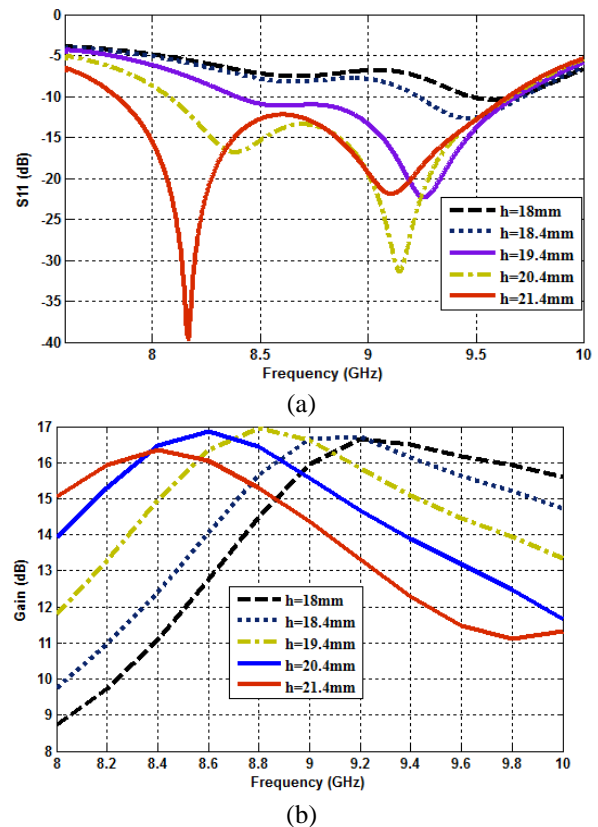 0
-5
-10
-15
-20
-25
-30
-35
-40
S11 (dB)
h=18mm
h=18.4mm
h=19.4mm
h=20.4mm
h=21.4mm
8 8.5 9 9.5 10
Frequency (GHz)
(a)
17
16
15
14
13
12
11
10
9
8
Gain (dB)
h=18mm
h=18.4mm
h=19.4mm
h=20.4mm
h=21.4mm
8 8.2 8.4 8.6 8.8 9 9.2 9.4 9.6 9.8 10
Frequency (GHz)
(b)